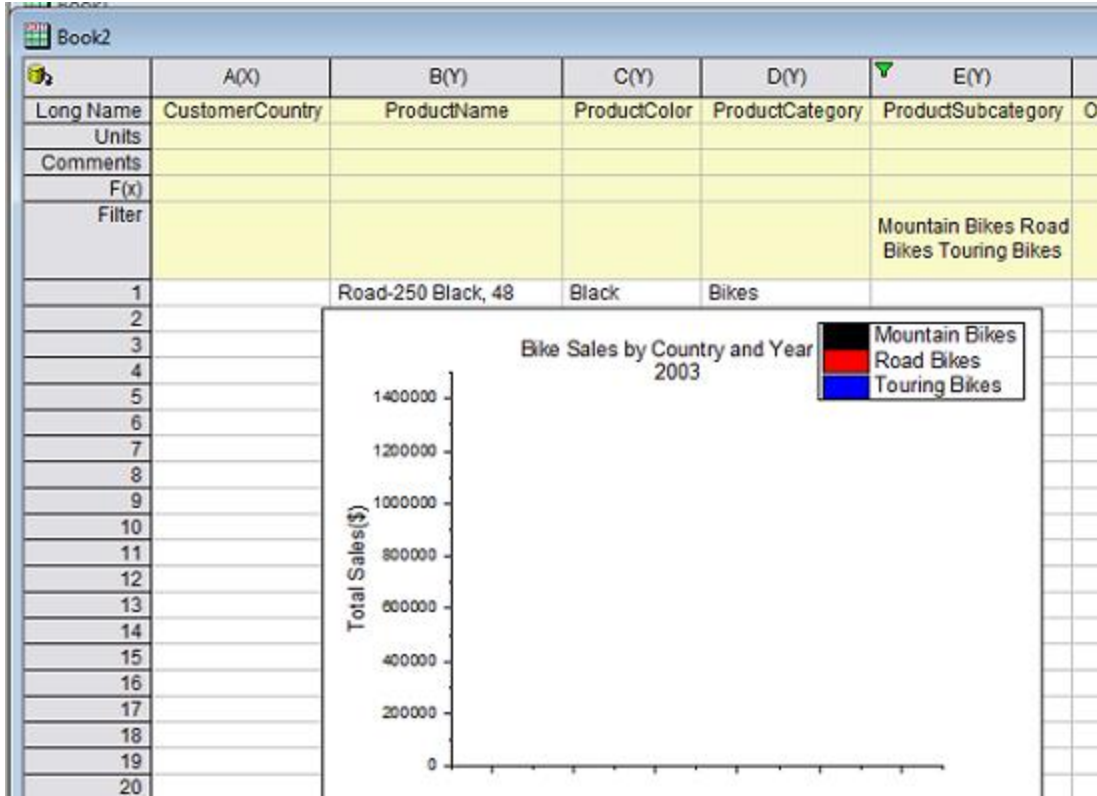 Book2
A(X) B(Y) C(Y) D(Y) E(Y)
Long Name CustomerCountry ProductName ProductColor ProductCategory ProductSubcategory
Units
Comments
F(x)
Filter
Mountain Bikes Road
Bikes Touring Bikes
1 Road-250 Black, 48 Black Bikes
2
3
4
5
6
7
8
9
10
11
12
13
14
15
16
17
18
19
20
Bike Sales by Country and Year
2003
Mountain Bikes
Road Bikes
Touring Bikes
Total Sales($)
1400000
1200000
1000000
800000
600000
400000
200000
0